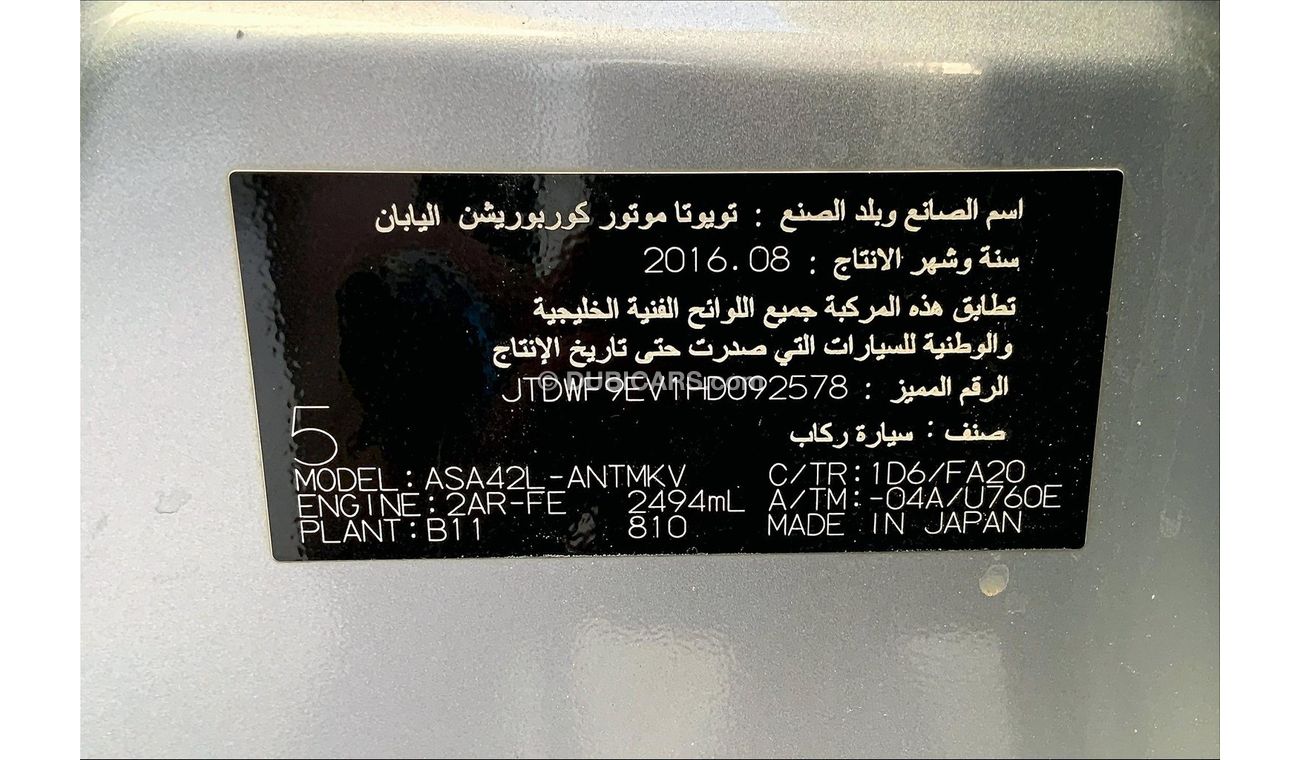 اسم الصانع وبلد الصنع : تويوتا موتور كوربوريشن اليابان
سنة وشهر الانتاج : 2016.08
تطابق هذه المركبة جميع اللوائح الفنية الخليجية
والوطنية للسيارات التي صدرت حتى تاريخ الإنتاج
الرقم المميز : JTDWF9EV1HD092578
© DUBICARS.com
صنف : سيارة ركاب
5
MODEL:ASA42L-ANTMKV C/TR:1D6/FA20
ENGINE:2AR-FE 2494mL A/TM:-04A/U760E
PLANT:B11 810 MADE IN JAPAN